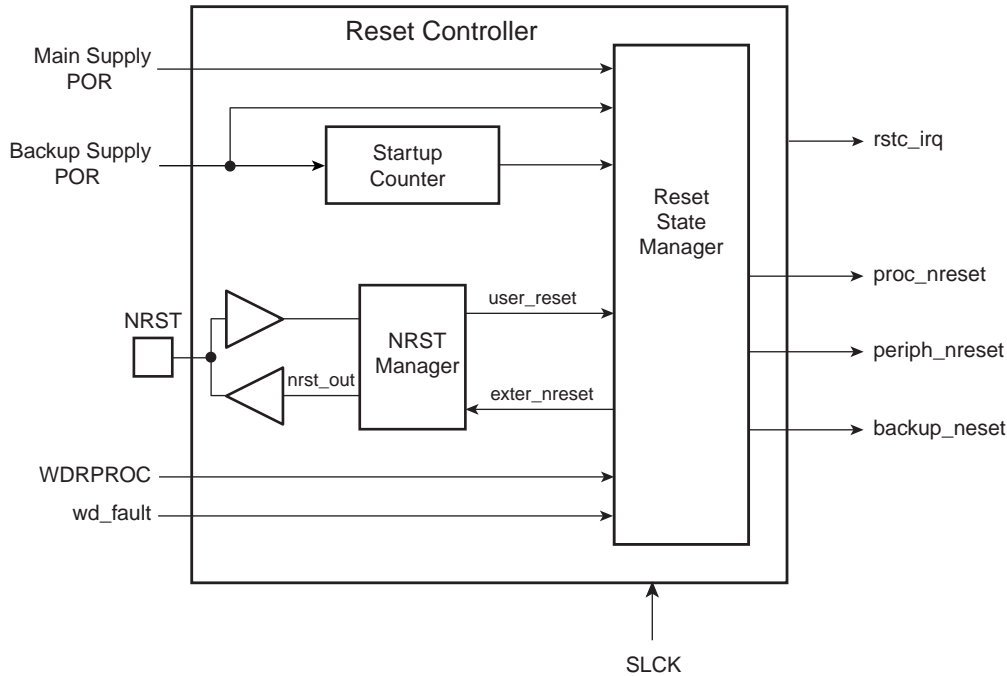 Reset Controller
Main Supply
POR
Backup Supply
POR
Startup
Counter
Reset
State
Manager
rstc_irq
proc_nreset
periph_nreset
backup_neset
NRST
NRST
Manager
user_reset
nrst_out
exter_nreset
WDRPROC
wd_fault
SLCK